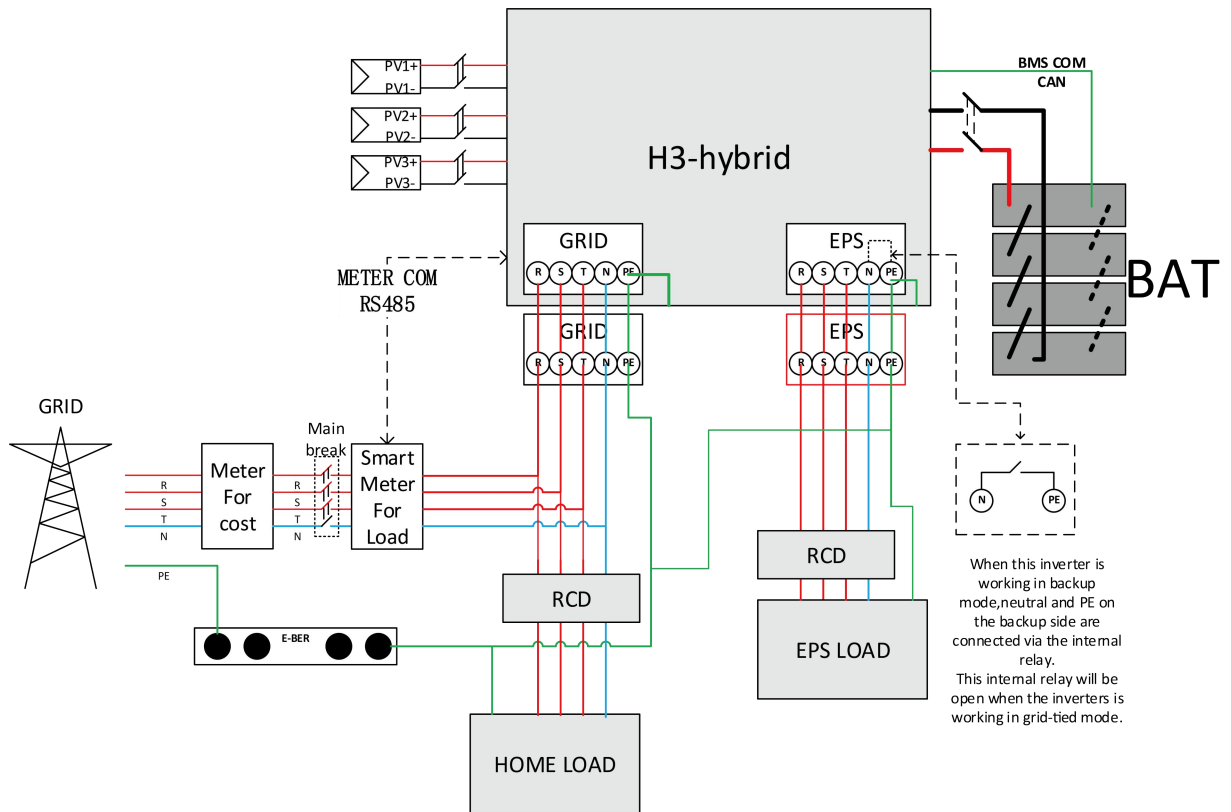 PV1+
PV1-
PV2+
PV2-
PV3+
PV3-
H3-hybrid
BMS COM
CAN
BAT
GRID
R S T N PE
EPS
R S T N PE
METER COM
RS485
GRID
R S T N PE
EPS
R S T N PE
GRID
Meter
For
cost
Main
break
Smart
Meter
For
Load
R
S
T
N
R
S
T
N
PE
E-BER
RCD
HOME LOAD
RCD
EPS LOAD
N
PE
When this inverter is
working in backup
mode,neutral and PE on
the backup side are
connected via the internal
relay.
This internal relay will be
open when the inverters is
working in grid-tied mode.